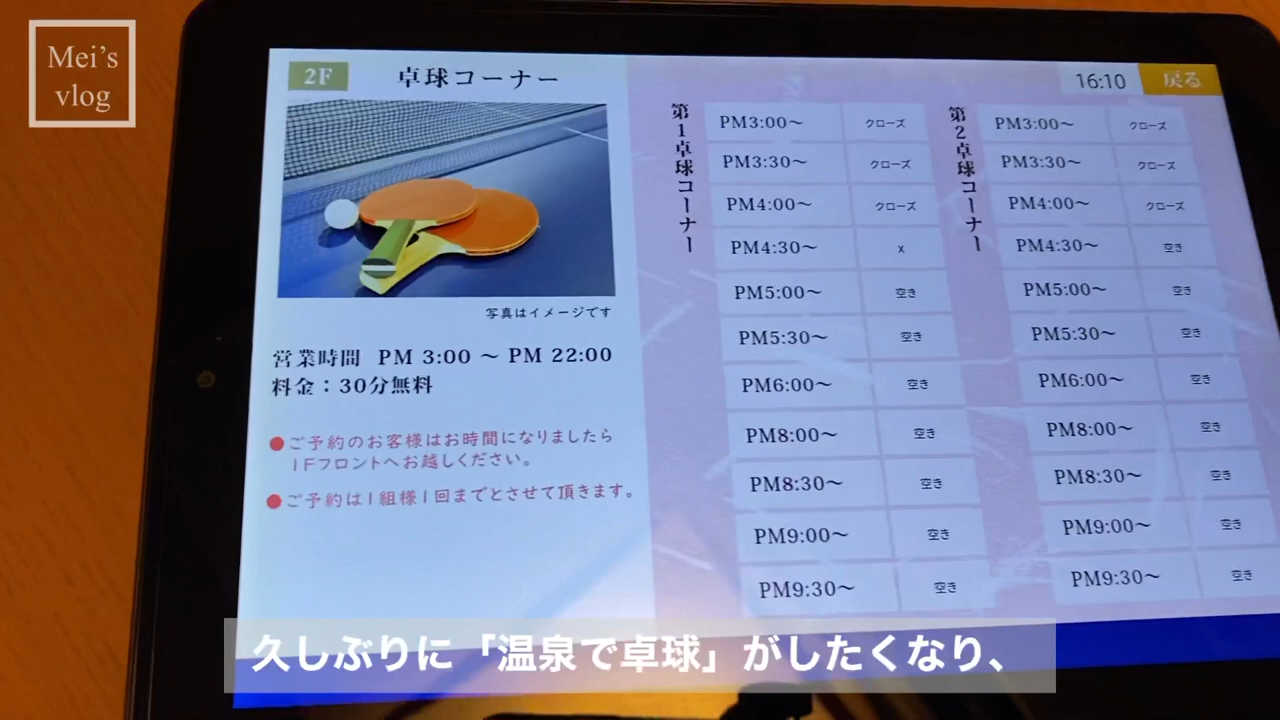 Mei's
vlog
2F 卓球コーナー
16:10 戻る
写真はイメージです
営業時間 PM 3:00 ～ PM 22:00
料金：30分無料
●ご予約のお客様はお時間になりましたら
1Fフロントへお越しください。
●ご予約は1組様1回までとさせて頂きます。
第1卓球コーナー
PM3:00～ クローズ
PM3:30～ クローズ
PM4:00～ クローズ
PM4:30～ x
PM5:00～ 空き
PM5:30～ 空き
PM6:00～ 空き
PM8:00～ 空き
PM8:30～ 空き
PM9:00～ 空き
PM9:30～ 空き
第2卓球コーナー
PM3:00～ クローズ
PM3:30～ クローズ
PM4:00～ クローズ
PM4:30～ 空き
PM5:00～ 空き
PM5:30～ 空き
PM6:00～ 空き
PM8:00～ 空き
PM8:30～ 空き
PM9:00～ 空き
PM9:30～ 空き
久しぶりに「温泉で卓球」がしたくなり、